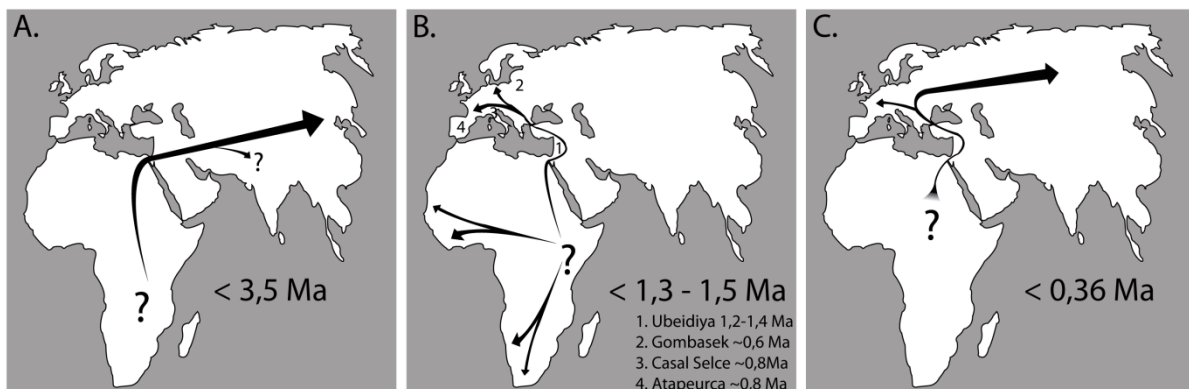 A.
?
?
< 3,5 Ma
B.
2
3
4
1
?
< 1,3 - 1,5 Ma
1. Ubeidiya 1,2-1,4 Ma
2. Gombasek ~0,6 Ma
3. Casal Selce ~0,8Ma
4. Atapeurca ~0,8 Ma
C.
?
< 0,36 Ma